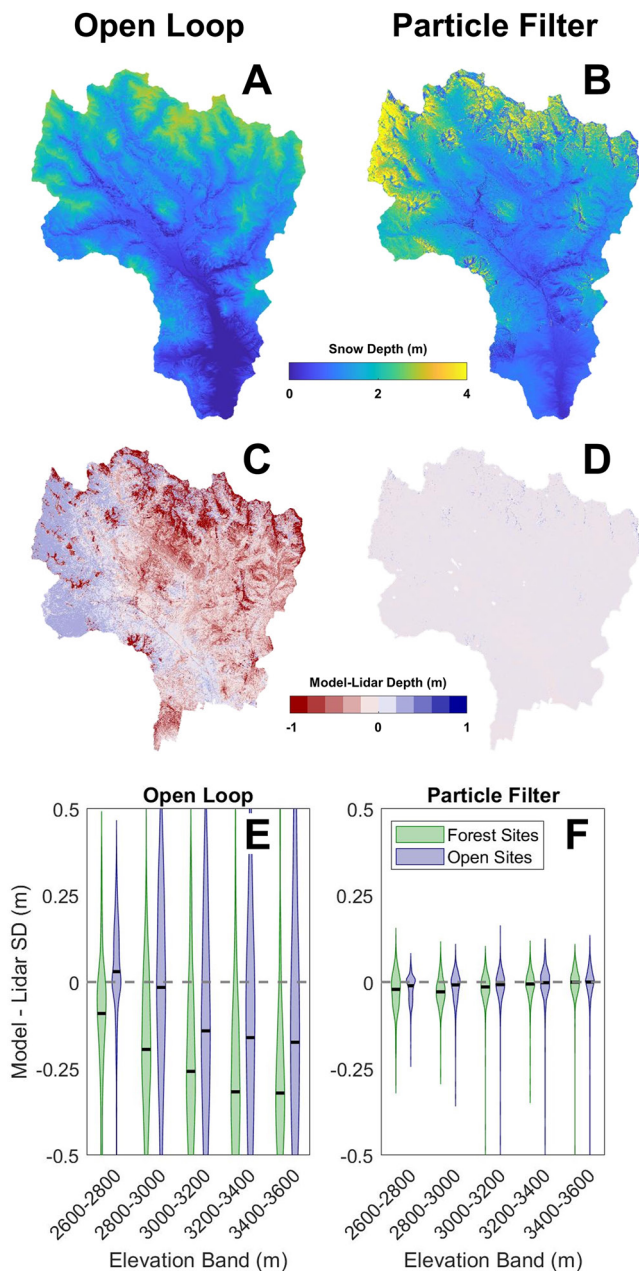 Open Loop
Particle Filter
A
B
Snow Depth (m)
0
2
4
C
D
Model-Lidar Depth (m)
-1
0
1
Open Loop
Particle Filter
0.5
0.25
0
-0.25
-0.5
Model - Lidar SD (m)
E
2600-2800
2800-3000
3000-3200
3200-3400
3400-3600
Elevation Band (m)
0.5
0.25
0
-0.25
-0.5
Forest Sites
Open Sites
F
2600-2800
2800-3000
3000-3200
3200-3400
3400-3600
Elevation Band (m)